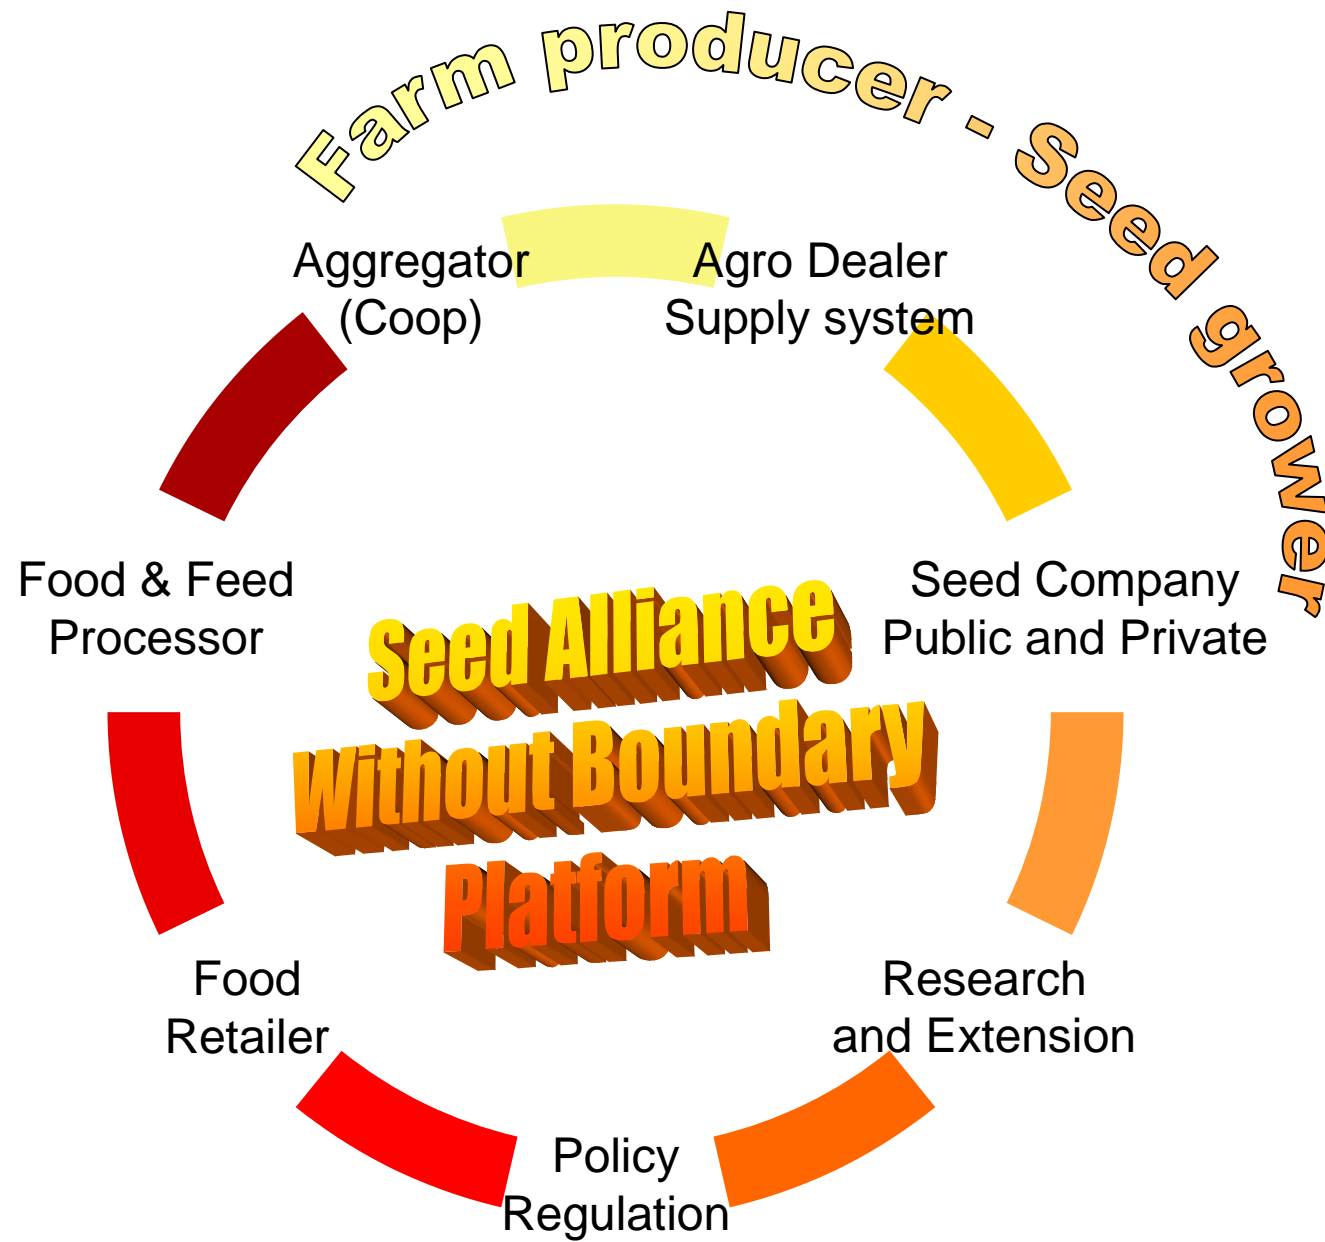 Farm producer - Seed grower
Aggregator
(Coop)
Agro Dealer
Supply system
Food & Feed
Processor
Seed Company
Public and Private
Seed Alliance
Without Boundary
Platform
Food
Retailer
Research
and Extension
Policy
Regulation